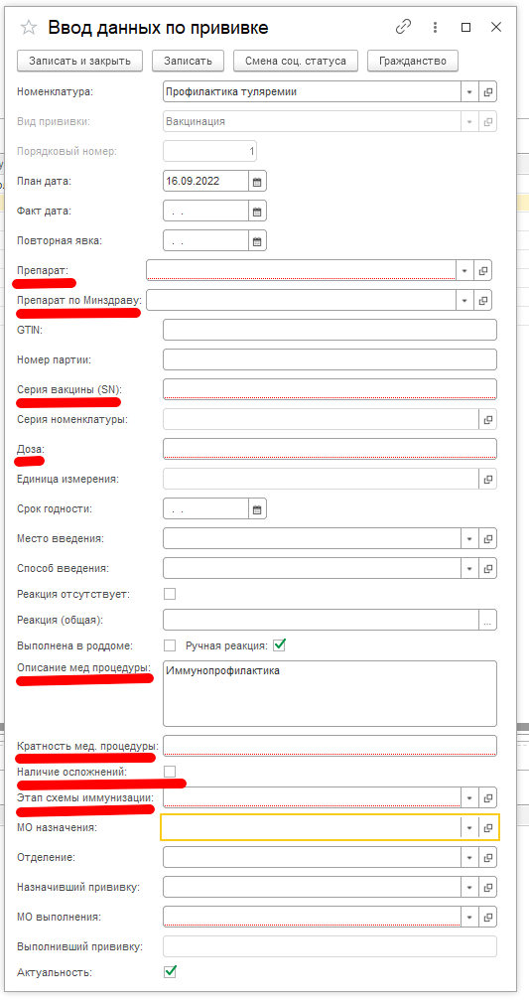 Ввод данных по прививке
Записать и закрыть Записать Смена соц. статуса Гражданство
Номенклатура: Профилактика туляремии
Вид прививки: Вакцинация
Порядковый номер: 1
План дата: 16.09.2022
Факт дата: . .
Повторная явка: . .
Препарат:
Препарат по Минздраву:
GTIN:
Номер партии:
Серия вакцины (SN):
Серия номенклатуры:
Доза:
Единица измерения:
Срок годности: . .
Место введения:
Способ введения:
Реакция отсутствует:
Реакция (общая): ...
Выполнена в роддоме: Ручная реакция:
Описание мед процедуры: Иммунопрофилактика
Кратность мед. процедуры:
Наличие осложнений:
Этап схемы иммунизации:
МО назначения:
Отделение:
Назначивший прививку:
МО выполнения:
Выполнивший прививку:
Актуальность: